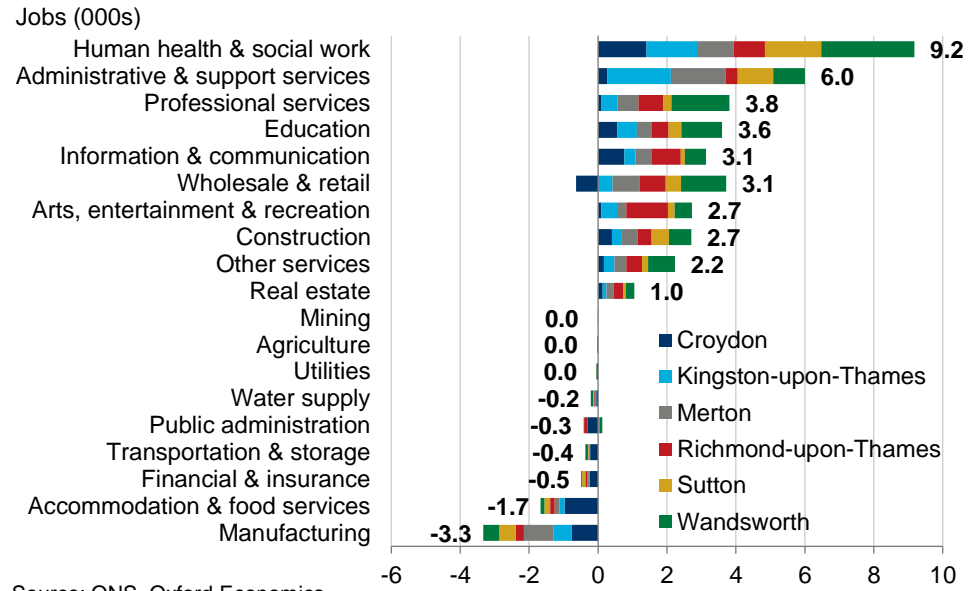 Jobs (000s)
Human health & social work 9.2
Administrative & support services 6.0
Professional services 3.8
Education 3.6
Information & communication 3.1
Wholesale & retail 3.1
Arts, entertainment & recreation 2.7
Construction 2.7
Other services 2.2
Real estate 1.0
Mining 0.0
Agriculture 0.0
Utilities 0.0
Water supply -0.2
Public administration -0.3
Transportation & storage -0.4
Financial & insurance -0.5
Accommodation & food services -1.7
Manufacturing -3.3
Croydon
Kingston-upon-Thames
Merton
Richmond-upon-Thames
Sutton
Wandsworth
-6 -4 -2 0 2 4 6 8 10
Source: ONS, Oxford Economics